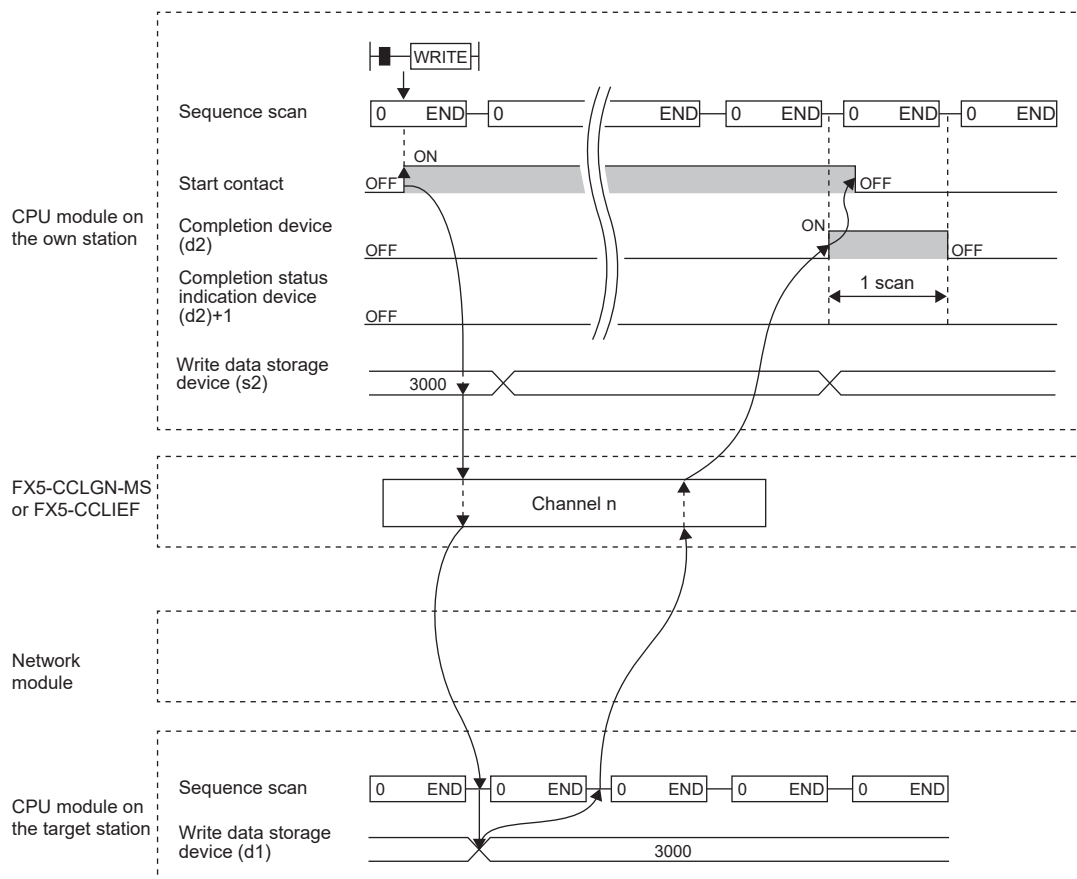 WRITE
Sequence scan
0 END 0 END 0 END 0 END 0 END
ON
Start contact
OFF OFF
CPU module on
the own station
Completion device
(d2)
ON
OFF OFF
Completion status
indication device
(d2)+1
1 scan
OFF
Write data storage
device (s2)
3000
FX5-CCLGN-MS
or FX5-CCLIEF
Channel n
Network
module
CPU module on
the target station
Sequence scan
0 END 0 END 0 END 0 END 0 END
Write data storage
device (d1)
3000